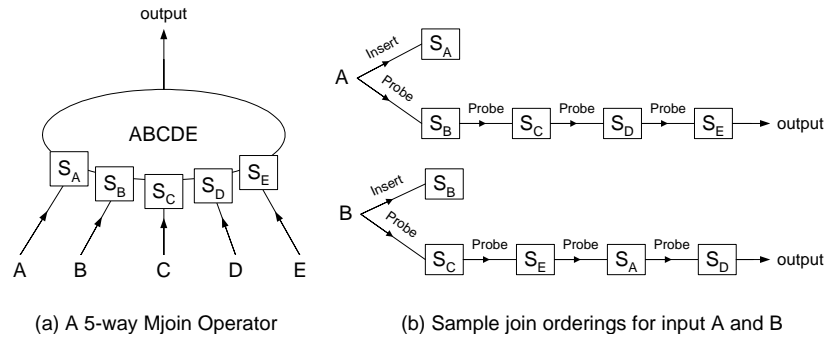 output
ABCDE
S_A
S_B
S_C
S_D
S_E
A
B
C
D
E
(a) A 5-way Mjoin Operator
A
Insert
S_A
Probe
S_B
Probe
S_C
Probe
S_D
Probe
S_E
output
B
Insert
S_B
Probe
S_C
Probe
S_E
Probe
S_A
Probe
S_D
output
(b) Sample join orderings for input A and B